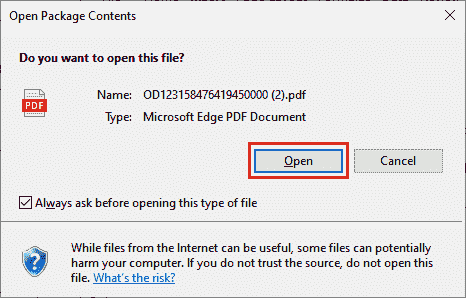 Open Package Contents
Do you want to open this file?
PDF
Name: OD123158476419450000 (2).pdf
Type: Microsoft Edge PDF Document
Open Cancel
Always ask before opening this type of file
While files from the Internet can be useful, some files can potentially
harm your computer. If you do not trust the source, do not open this
file. What's the risk?